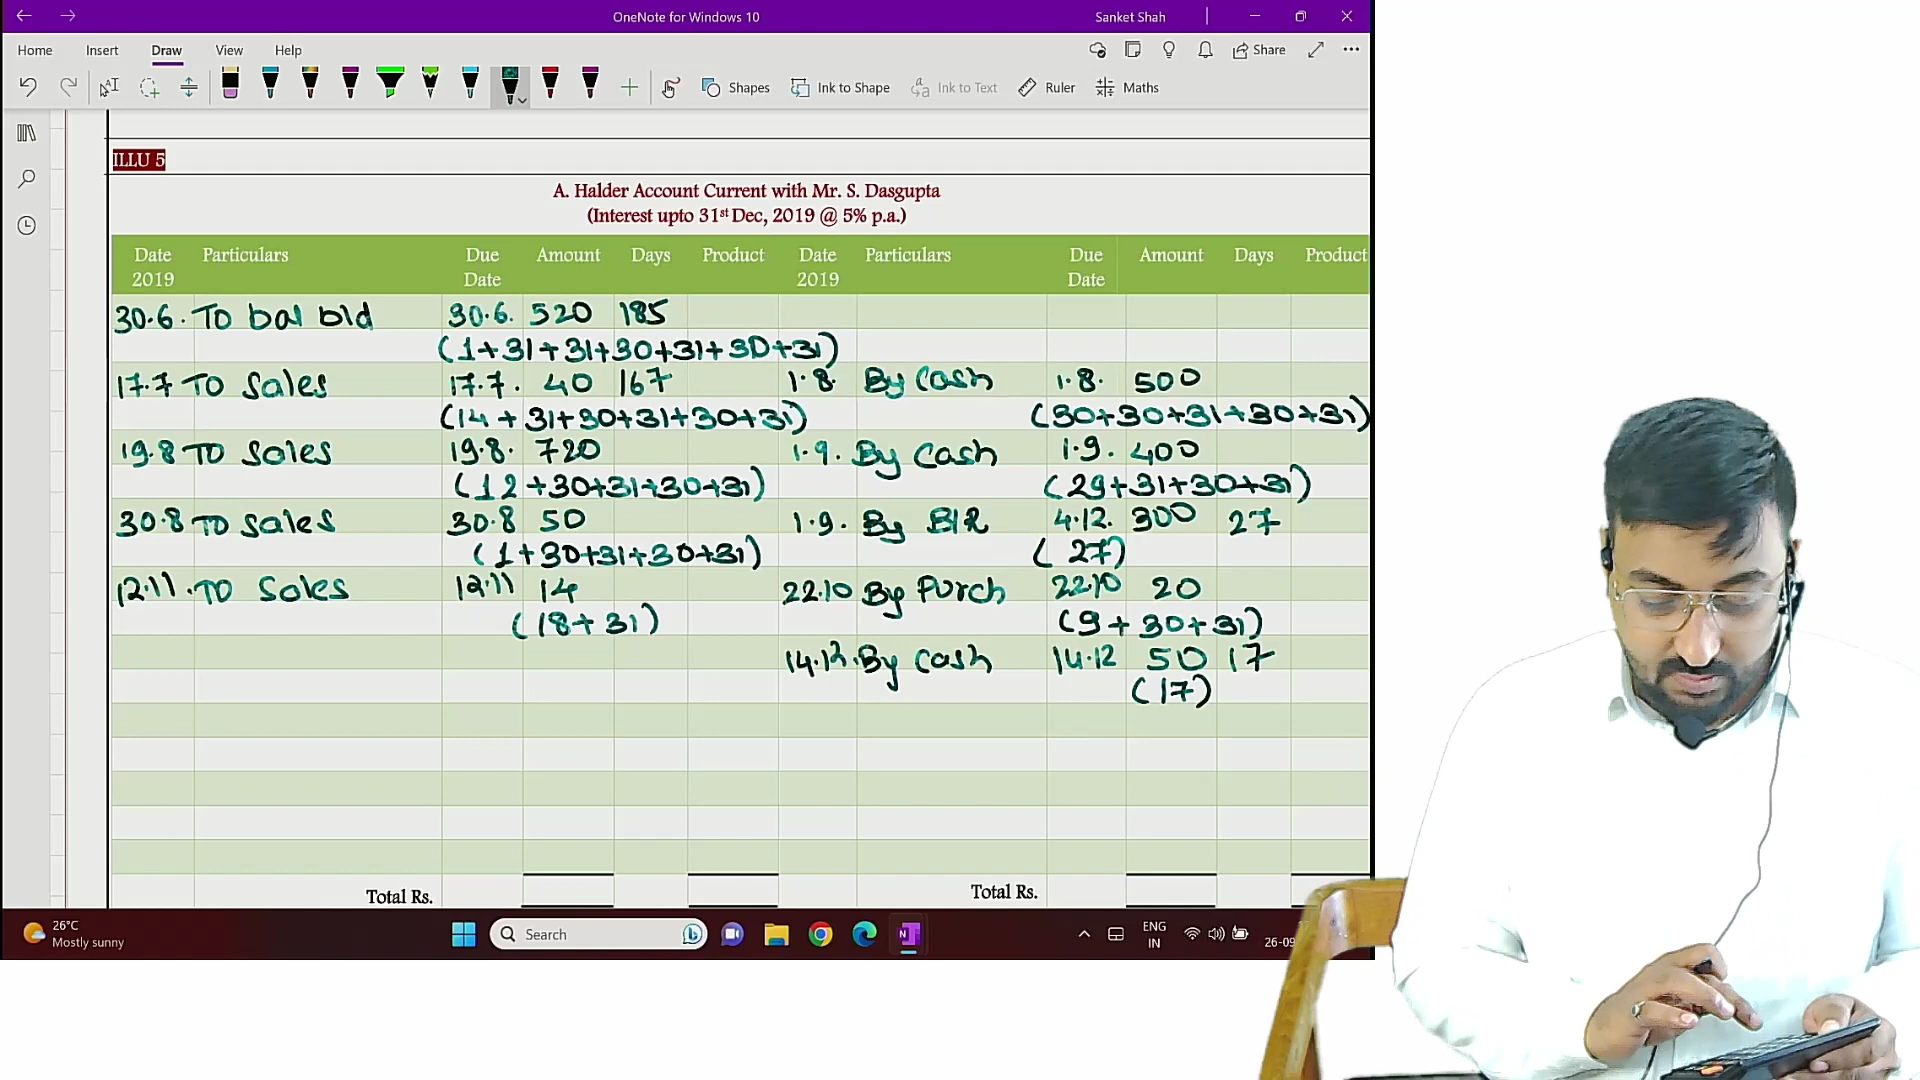 OneNote for Windows 10
Sanket Shah
Home Insert Draw View Help
Share
Shapes Ink to Shape Ink to Text Ruler Maths
ILLU 5
A. Halder Account Current with Mr. S. Dasgupta
(Interest upto 31st Dec, 2019 @ 5% p.a.)
Date 2019 Particulars Due Date Amount Days Product Date 2019 Particulars Due Date Amount Days Product
30.6. To bal bld 30.6. 520 185
(1+31+31+30+31+30+31)
17.7 To Sales 17.7. 40 167 1.8. By Cash 1.8. 500
(14+31+30+31+30+31) (30+30+31+30+31)
19.8 To Sales 19.8. 720 1.9. By Cash 1.9. 400
(12+30+31+30+31) (29+31+30+31)
30.8 To Sales 30.8 50 1.9. By B/R 4.12. 300 27
(1+30+31+30+31) (27)
12.11. To Sales 12.11 14 22.10 By Purch 22.10 20
(18+31) (9+30+31)
14.12. By Cash 14.12 50 17
(17)
Total Rs. Total Rs.
26°C
Mostly sunny
Search
ENG
IN
26-09